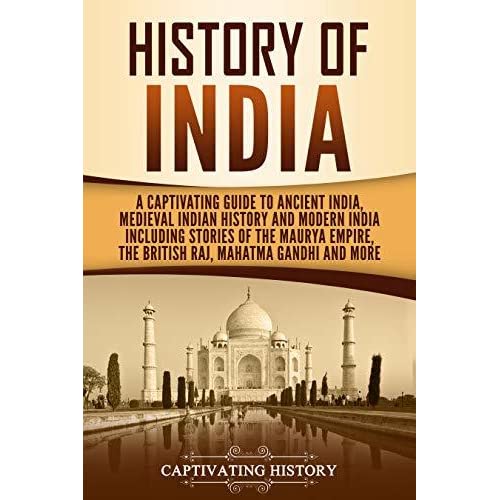 HISTORY OF
INDIA
A CAPTIVATING GUIDE TO ANCIENT INDIA,
MEDIEVAL INDIAN HISTORY AND MODERN INDIA
INCLUDING STORIES OF THE MAURYA EMPIRE,
THE BRITISH RAJ, MAHATMA GANDHI AND MORE
CAPTIVATING HISTORY